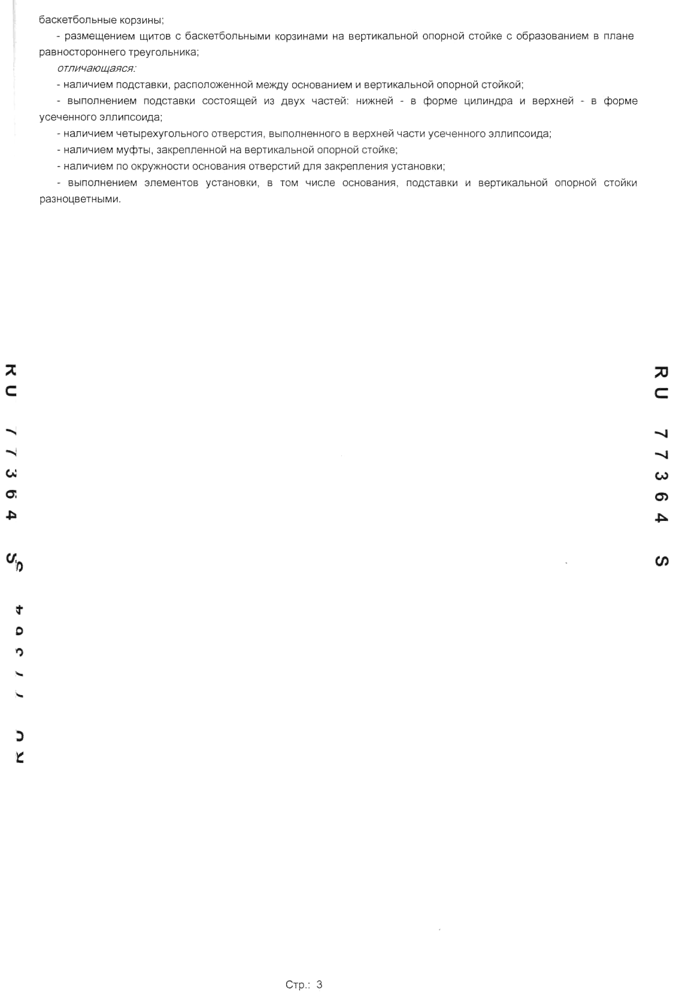 баскетбольные корзины;
- размещением щитов с баскетбольными корзинами на вертикальной опорной стойке с образованием в плане
равностороннего треугольника;
отличающаяся:
- наличием подставки, расположенной между основанием и вертикальной опорной стойкой;
- выполнением подставки состоящей из двух частей: нижней - в форме цилиндра и верхней - в форме
усеченного эллипсоида;
- наличием четырехугольного отверстия, выполненного в верхней части усеченного эллипсоида;
- наличием муфты, закрепленной на вертикальной опорной стойке;
- наличием по окружности основания отверстий для закрепления установки;
- выполнением элементов установки, в том числе основания, подставки и вертикальной опорной стойки
разноцветными.
RU 77364 S
RU 77364 S
Стр.: 3